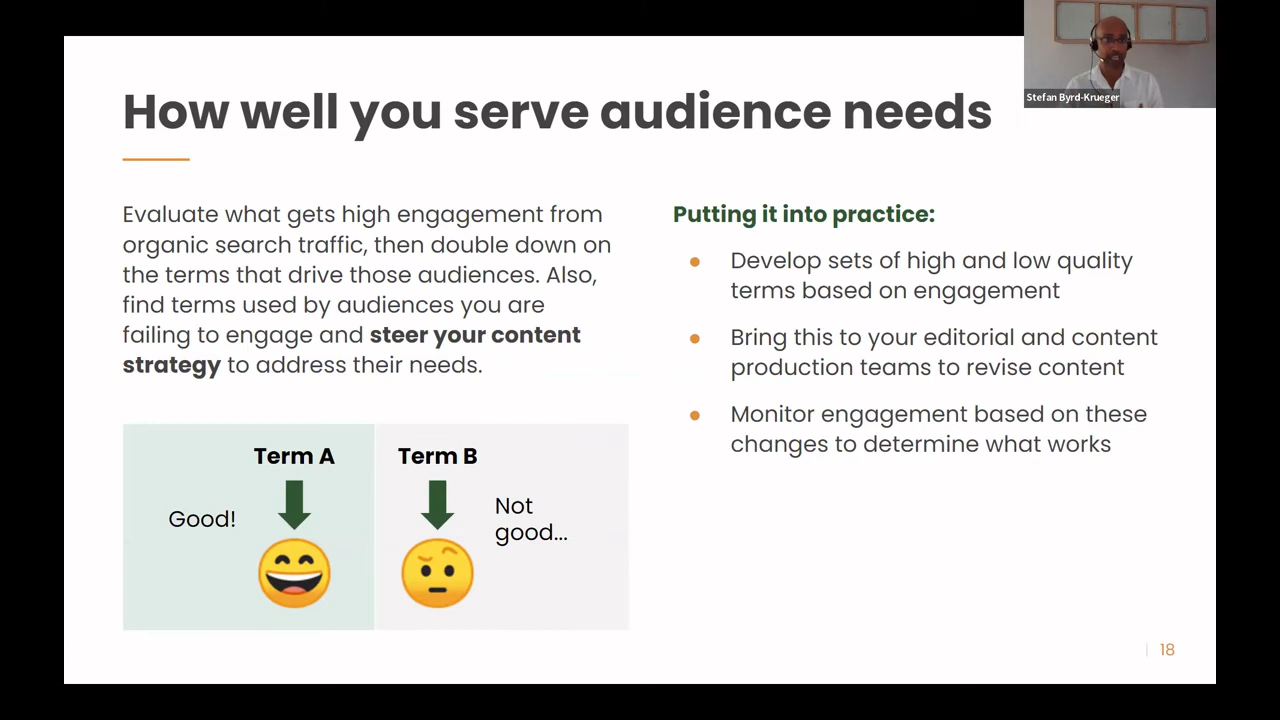 How well you serve audience needs
Stefan Byrd-Krueger
Evaluate what gets high engagement from
organic search traffic, then double down on
the terms that drive those audiences. Also,
find terms used by audiences you are
failing to engage and steer your content
strategy to address their needs.
Term A
Good!
Term B
Not
good...
Putting it into practice:
● Develop sets of high and low quality
terms based on engagement
● Bring this to your editorial and content
production teams to revise content
● Monitor engagement based on these
changes to determine what works
| 18